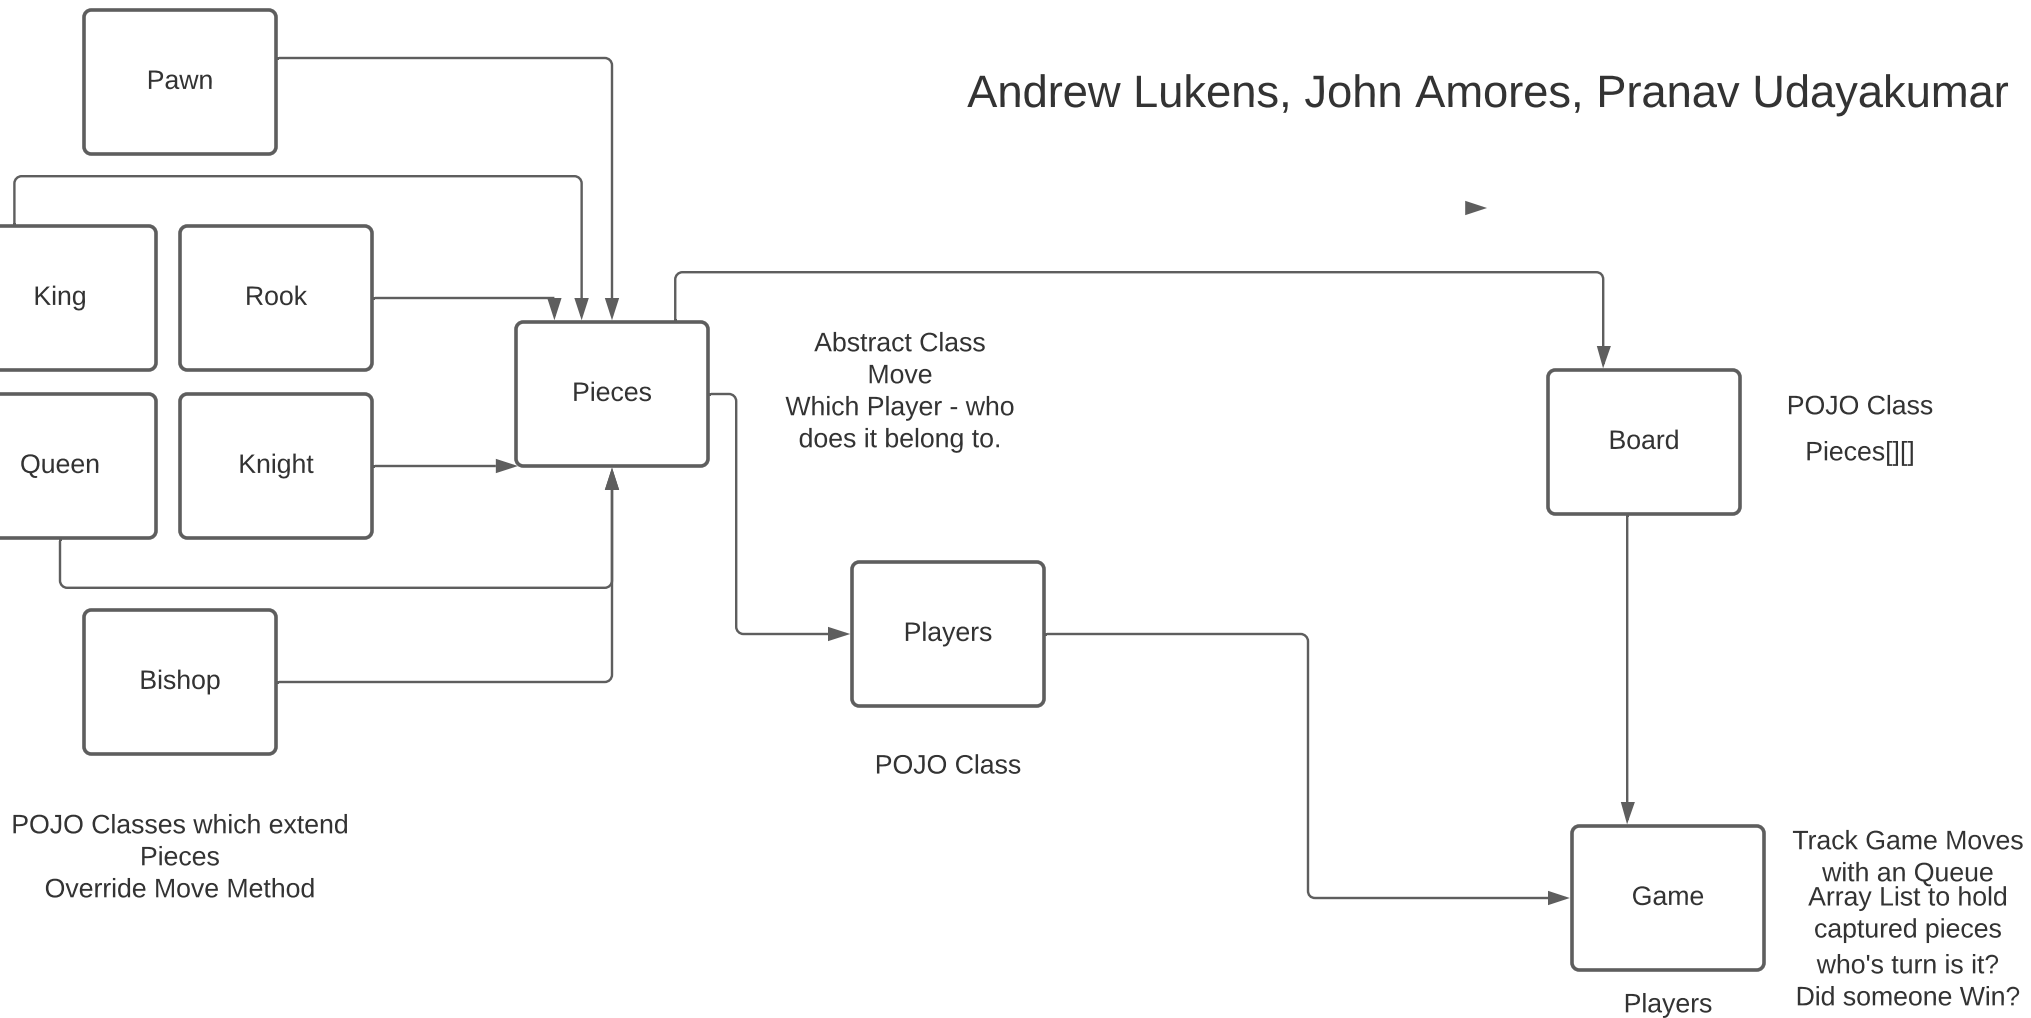 Pawn
Andrew Lukens, John Amores, Pranav Udayakumar
King
Rook
Pieces
Abstract Class
Move
Which Player - who
does it belong to.
Board
POJO Class
Pieces[][]
Queen
Knight
Players
POJO Class
Bishop
POJO Classes which extend
Pieces
Override Move Method
Game
Track Game Moves
with an Queue
Array List to hold
captured pieces
who's turn is it?
Did someone Win?
Players